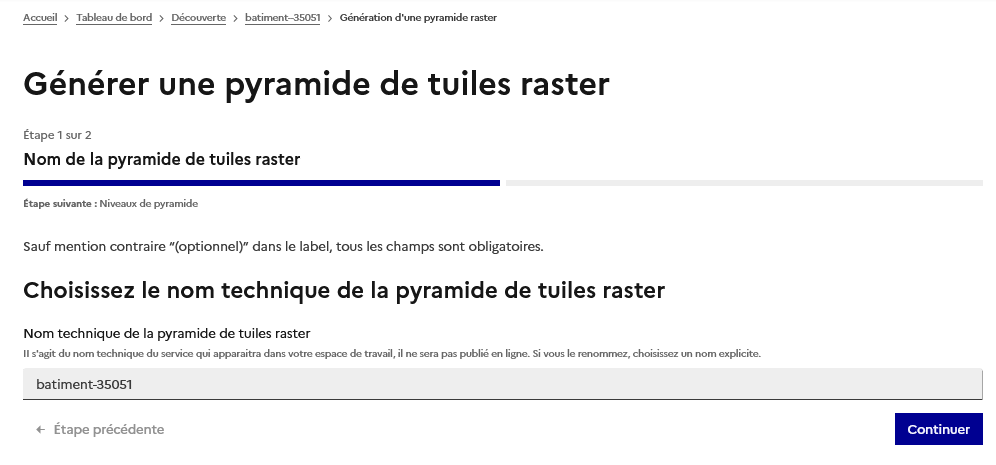 Accueil > Tableau de bord > Découverte > batiment--35051 > Génération d'une pyramide raster
Générer une pyramide de tuiles raster
Étape 1 sur 2
Nom de la pyramide de tuiles raster
Étape suivante : Niveaux de pyramide
Sauf mention contraire “(optionnel)” dans le label, tous les champs sont obligatoires.
Choisissez le nom technique de la pyramide de tuiles raster
Nom technique de la pyramide de tuiles raster
Il s'agit du nom technique du service qui apparaitra dans votre espace de travail, il ne sera pas publié en ligne. Si vous le renommez, choisissez un nom explicite.
batiment-35051
← Étape précédente
Continuer